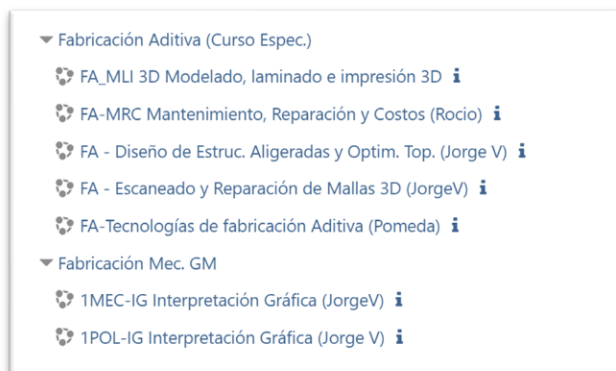 Fabricación Aditiva (Curso Espec.)
FA_MLI 3D Modelado, laminado e impresión 3D
FA-MRC Mantenimiento, Reparación y Costos (Rocio)
FA - Diseño de Estruc. Aligeradas y Optim. Top. (Jorge V)
FA - Escaneado y Reparación de Mallas 3D (JorgeV)
FA-Tecnologías de fabricación Aditiva (Pomeda)
Fabricación Mec. GM
1MEC-IG Interpretación Gráfica (JorgeV)
1POL-IG Interpretación Gráfica (Jorge V)